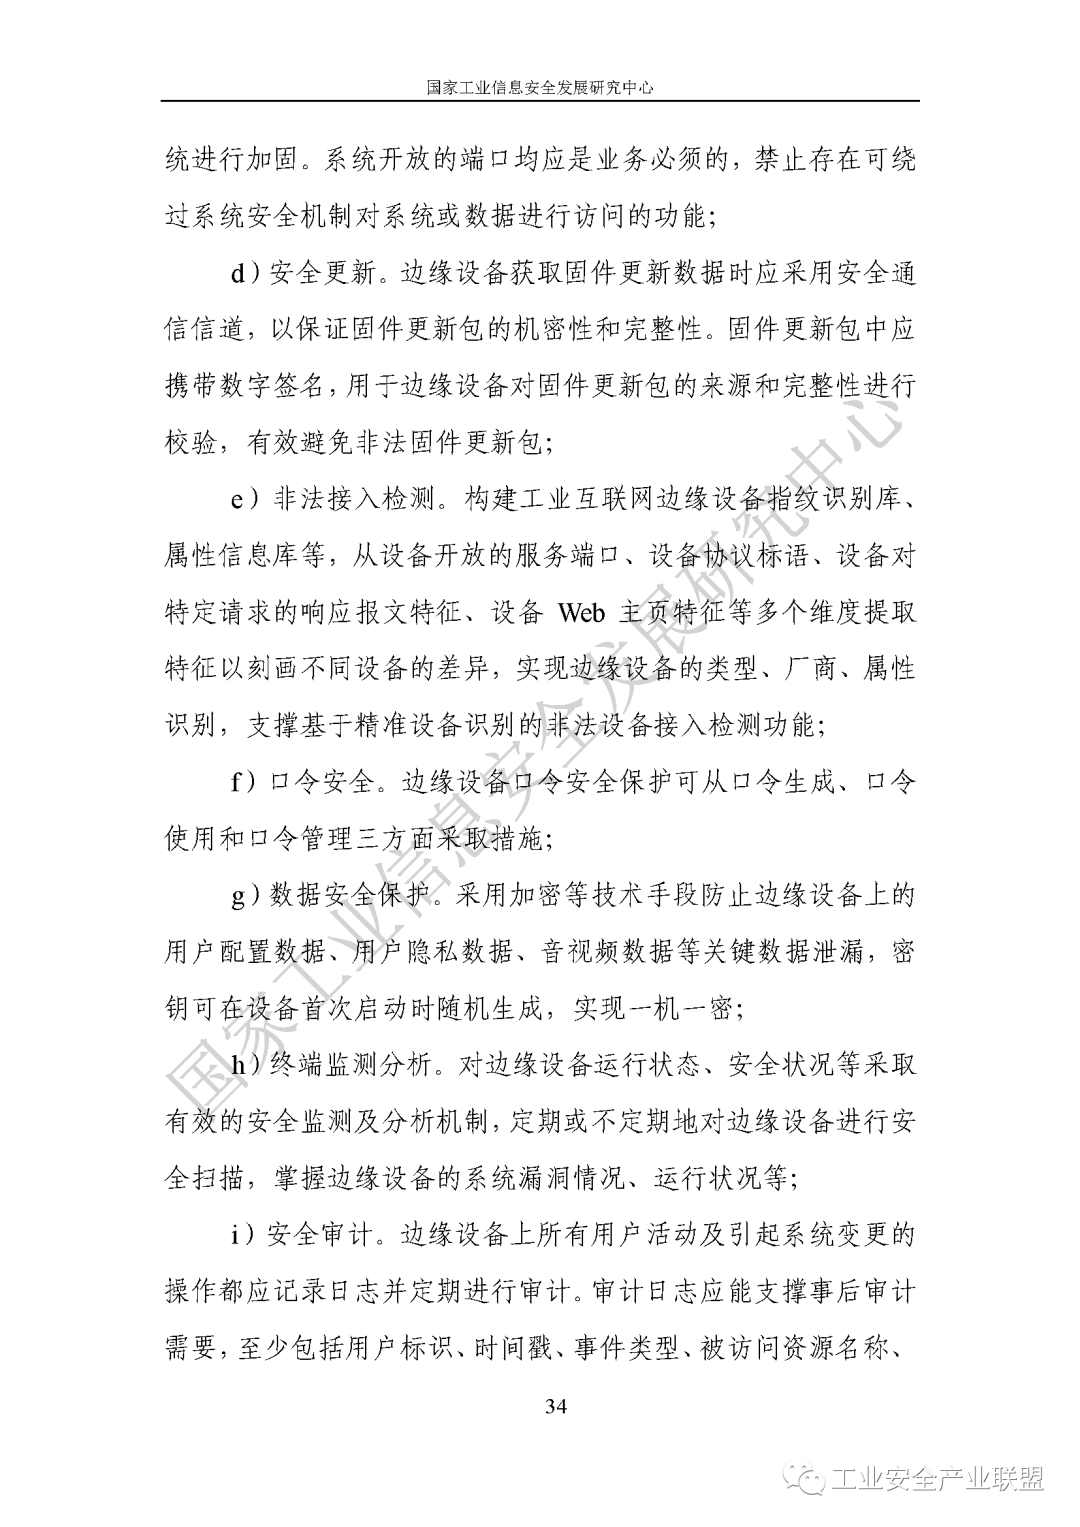 国家工业信息安全发展研究中心
统进行加固。系统开放的端口均应是业务必须的，禁止存在可绕
过系统安全机制对系统或数据进行访问的功能；
d）安全更新。边缘设备获取固件更新数据时应采用安全通
信信道，以保证固件更新包的机密性和完整性。固件更新包中应
携带数字签名，用于边缘设备对固件更新包的来源和完整性进行
校验，有效避免非法固件更新包；
e）非法接入检测。构建工业互联网边缘设备指纹识别库、
属性信息库等，从设备开放的服务端口、设备协议标语、设备对
特定请求的响应报文特征、设备 Web 主页特征等多个维度提取
特征以刻画不同设备的差异，实现边缘设备的类型、厂商、属性
识别，支撑基于精准设备识别的非法设备接入检测功能；
f）口令安全。边缘设备口令安全保护可从口令生成、口令
使用和口令管理三方面采取措施；
g）数据安全保护。采用加密等技术手段防止边缘设备上的
用户配置数据、用户隐私数据、音视频数据等关键数据泄漏，密
钥可在设备首次启动时随机生成，实现一机一密；
h）终端监测分析。对边缘设备运行状态、安全状况等采取
有效的安全监测及分析机制，定期或不定期地对边缘设备进行安
全扫描，掌握边缘设备的系统漏洞情况、运行状况等；
i）安全审计。边缘设备上所有用户活动及引起系统变更的
操作都应记录日志并定期进行审计。审计日志应能支撑事后审计
需要，至少包括用户标识、时间戳、事件类型、被访问资源名称、
国家工业信息安全发展研究中心
34
工业安全产业联盟